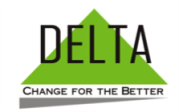 DELTA
CHANGE FOR THE BETTER